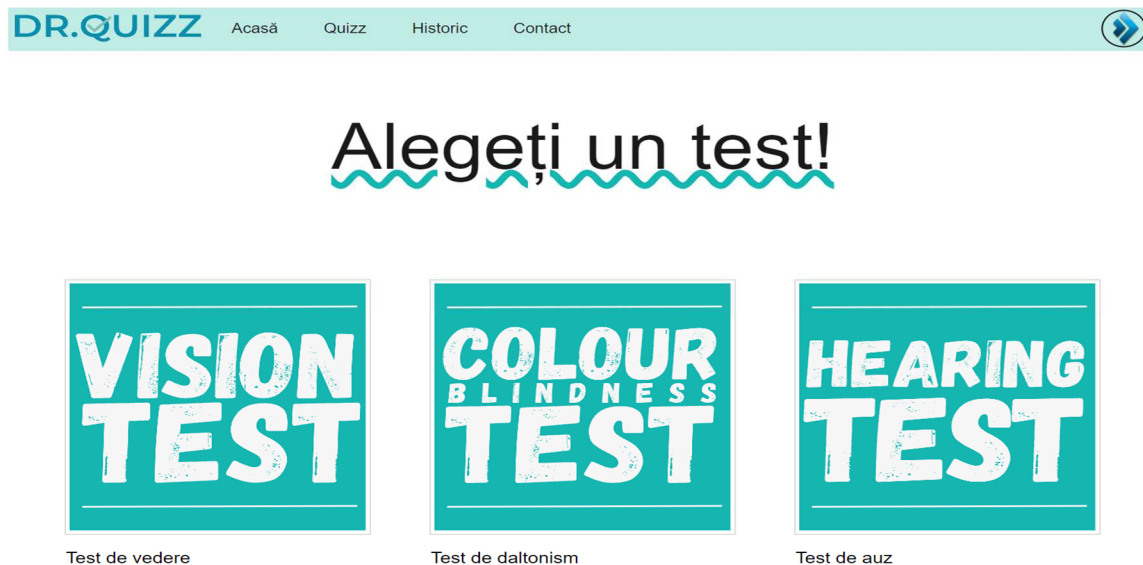 DR.QUIZZ Acasă Quizz Historic Contact
Alegeți un test!
VISION
TEST
COLOUR
BLINDNESS
TEST
HEARING
TEST
Test de vedere
Test de daltonism
Test de auz